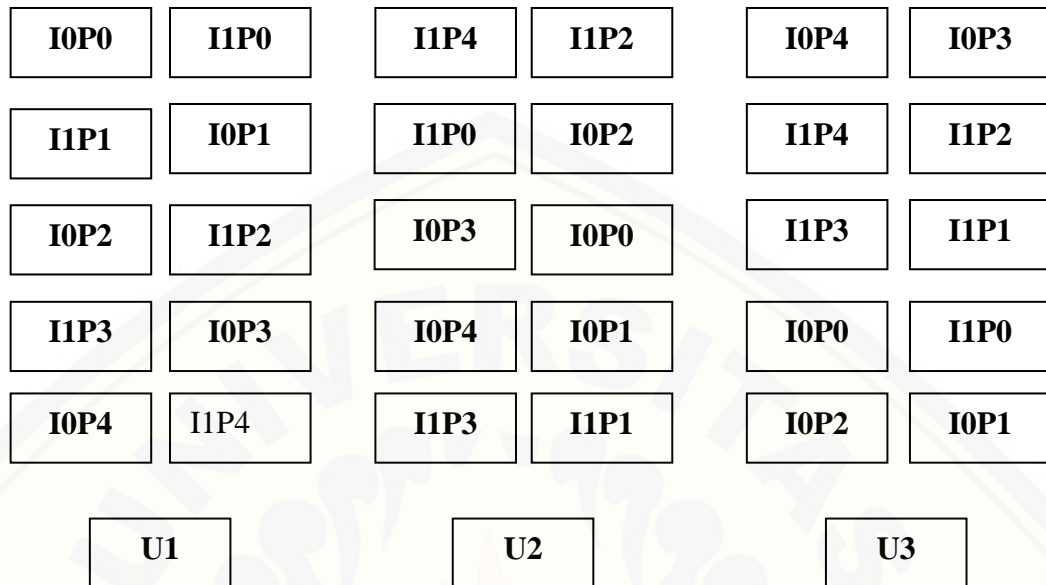 I0P0 I1P0 I1P4 I1P2 I0P4 I0P3
I1P1 I0P1 I1P0 I0P2 I1P4 I1P2
I0P2 I1P2 I0P3 I0P0 I1P3 I1P1
I1P3 I0P3 I0P4 I0P1 I0P0 I1P0
I0P4 I1P4 I1P3 I1P1 I0P2 I0P1
U1 U2 U3
UNIVERSITAS